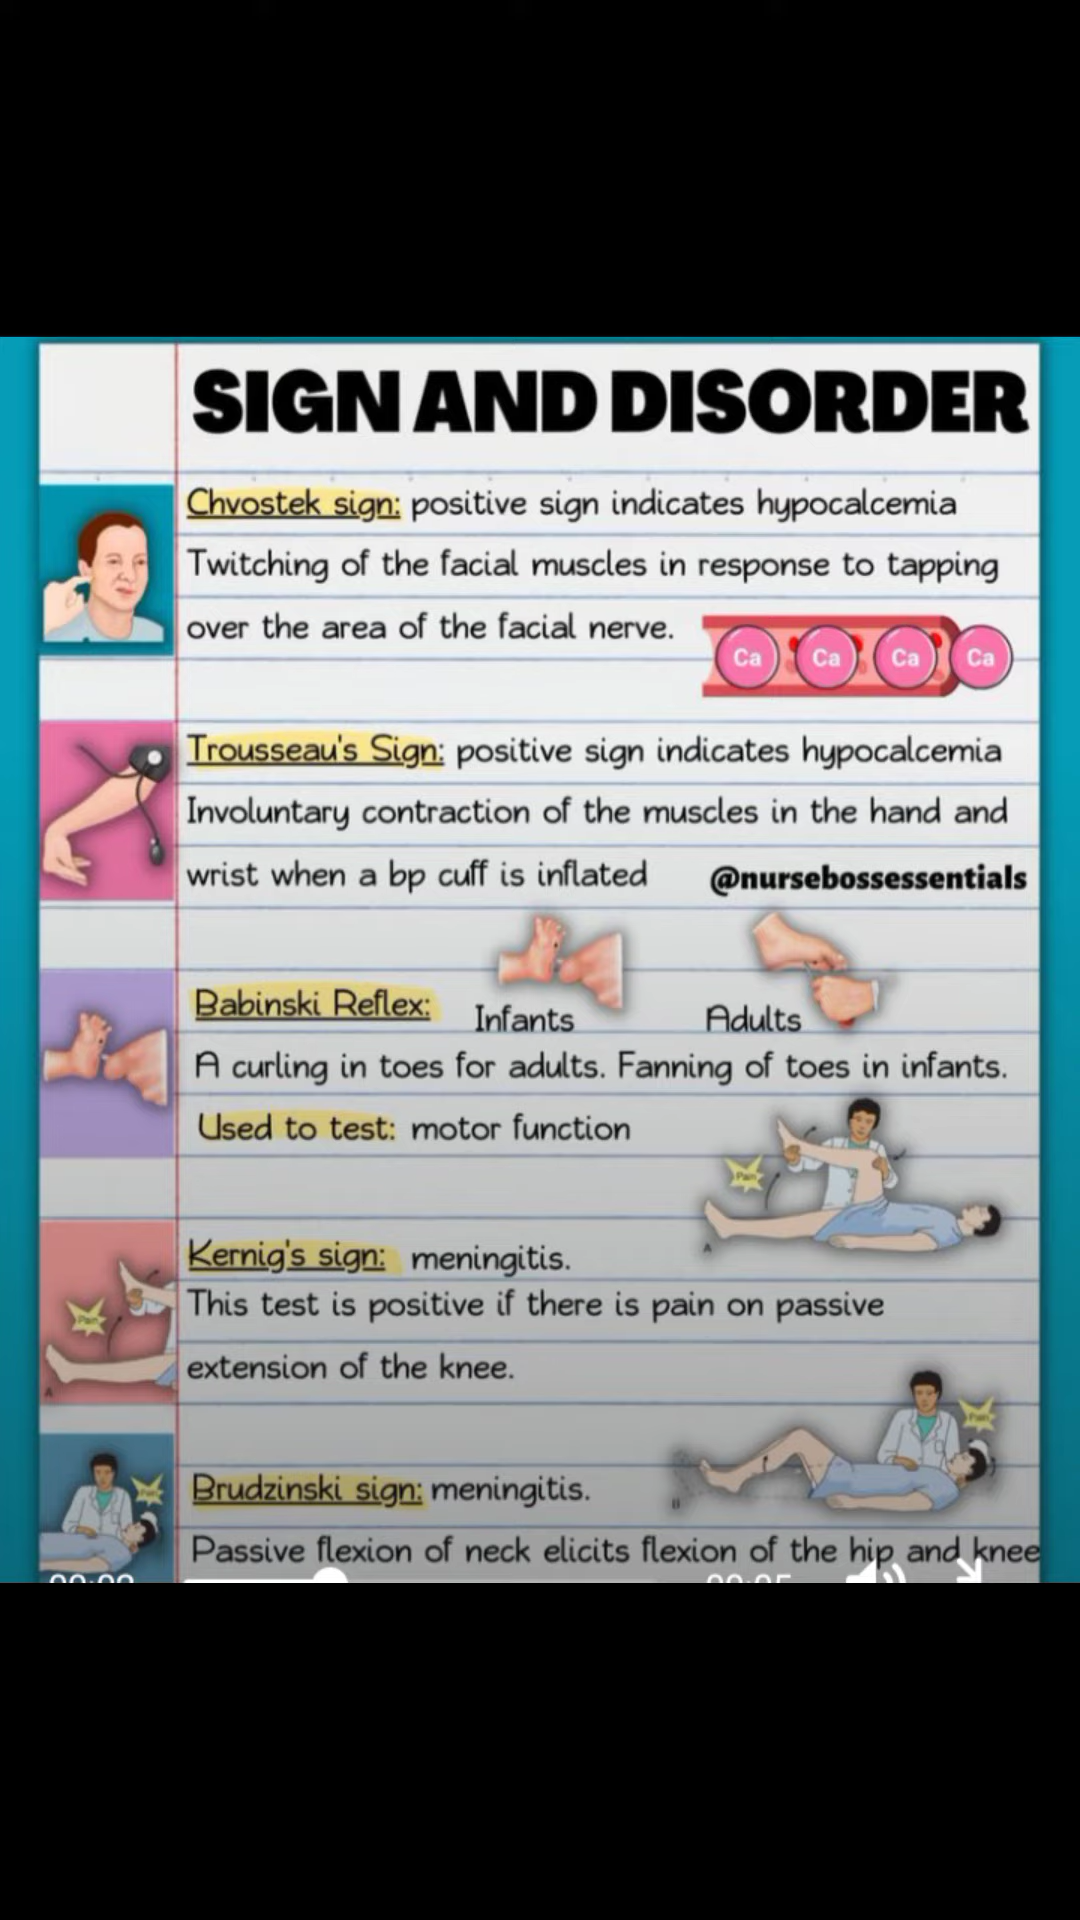 SIGN AND DISORDER
Chvostek sign: positive sign indicates hypocalcemia
Twitching of the facial muscles in response to tapping
over the area of the facial nerve.
Ca Ca Ca Ca
Trousseau's Sign: positive sign indicates hypocalcemia
Involuntary contraction of the muscles in the hand and
wrist when a bp cuff is inflated
@nursebossessentials
Babinski Reflex:
Infants
Adults
A curling in toes for adults. Fanning of toes in infants.
Used to test: motor function
Pain
A
Kernig's sign: meningitis.
This test is positive if there is pain on passive
extension of the knee.
Pain
A
Pain
B
Brudzinski sign: meningitis.
Pain
Passive flexion of neck elicits flexion of the hip and knee